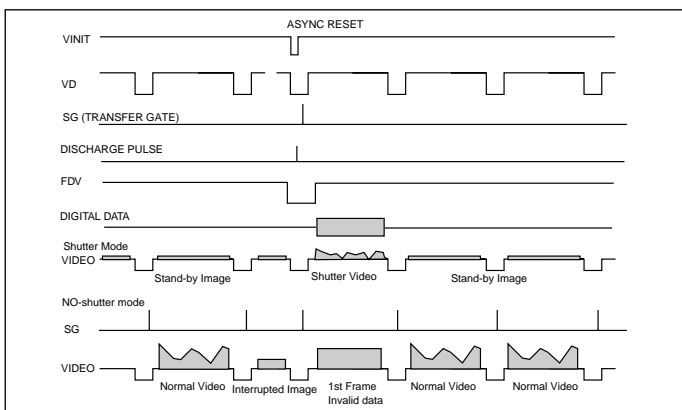 ASYNC RESET
VINIT
VD
SG (TRANSFER GATE)
DISCHARGE PULSE
FDV
DIGITAL DATA
Shutter Mode
VIDEO
Stand-by Image Shutter Video Stand-by Image
NO-shutter mode
SG
VIDEO
Normal Video Interrupted Image 1st Frame Normal Video Normal Video
Invalid data